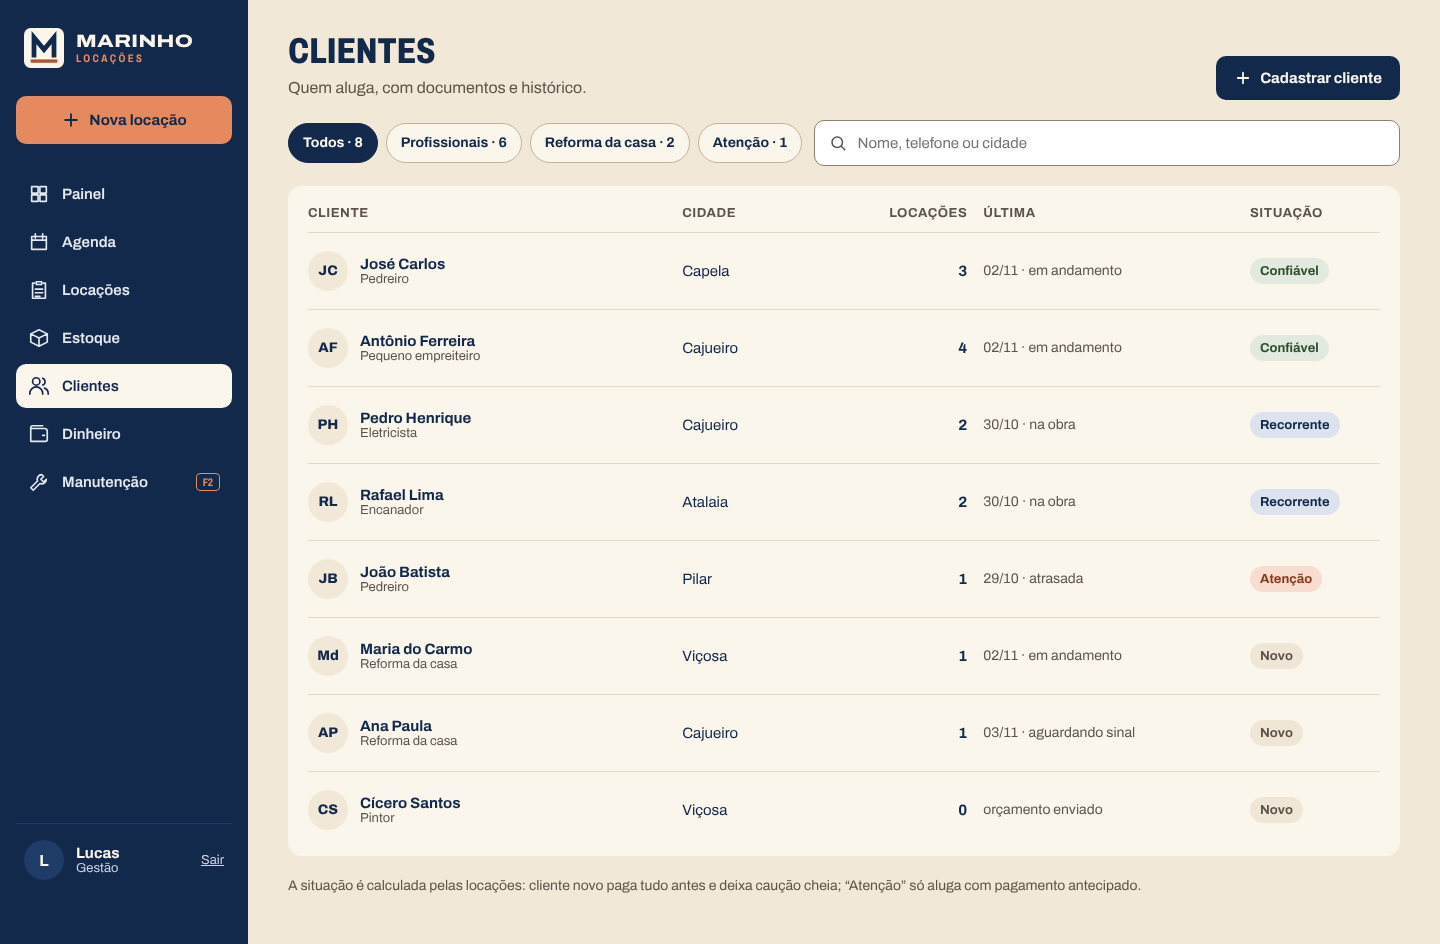 MARINHO
LOCAÇÕES
Nova locação
Painel
Agenda
Locações
Estoque
Clientes
Dinheiro
Manutenção F2
L Lucas
Gestão
Sair
CLIENTES
Quem aluga, com documentos e histórico.
Cadastrar cliente
Todos · 8 Profissionais · 6 Reforma da casa · 2 Atenção · 1 Nome, telefone ou cidade
CLIENTE CIDADE LOCAÇÕES ÚLTIMA SITUAÇÃO
JC José Carlos Capela 3 02/11 · em andamento Confiável
Pedreiro
AF Antônio Ferreira Cajueiro 4 02/11 · em andamento Confiável
Pequeno empreiteiro
PH Pedro Henrique Cajueiro 2 30/10 · na obra Recorrente
Eletricista
RL Rafael Lima Atalaia 2 30/10 · na obra Recorrente
Encanador
JB João Batista Pilar 1 29/10 · atrasada Atenção
Pedreiro
Md Maria do Carmo Viçosa 1 02/11 · em andamento Novo
Reforma da casa
AP Ana Paula Cajueiro 1 03/11 · aguardando sinal Novo
Reforma da casa
CS Cícero Santos Viçosa 0 orçamento enviado Novo
Pintor
A situação é calculada pelas locações: cliente novo paga tudo antes e deixa caução cheia; “Atenção” só aluga com pagamento antecipado.